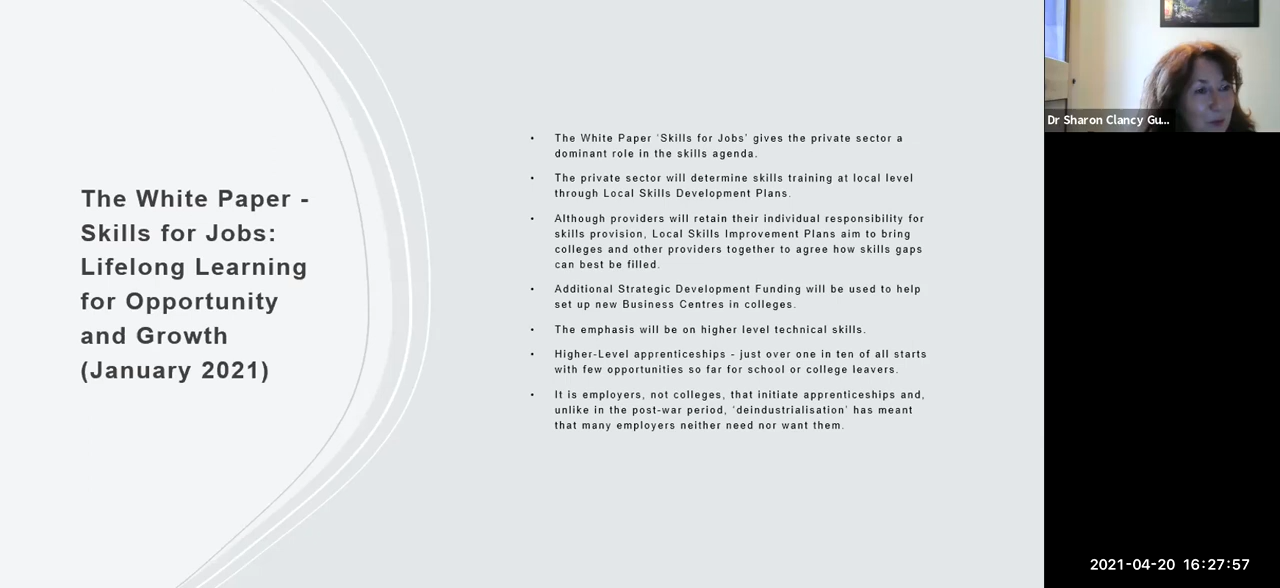 The White Paper -
Skills for Jobs:
Lifelong Learning
for Opportunity
and Growth
(January 2021)
• The White Paper ‘Skills for Jobs’ gives the private sector a
dominant role in the skills agenda.
• The private sector will determine skills training at local level
through Local Skills Development Plans.
• Although providers will retain their individual responsibility for
skills provision, Local Skills Improvement Plans aim to bring
colleges and other providers together to agree how skills gaps
can best be filled.
• Additional Strategic Development Funding will be used to help
set up new Business Centres in colleges.
• The emphasis will be on higher level technical skills.
• Higher-Level apprenticeships - just over one in ten of all starts
with few opportunities so far for school or college leavers.
• It is employers, not colleges, that initiate apprenticeships and,
unlike in the post-war period, ‘deindustrialisation’ has meant
that many employers neither need nor want them.
Dr Sharon Clancy Gu...
2021-04-20 16:27:57